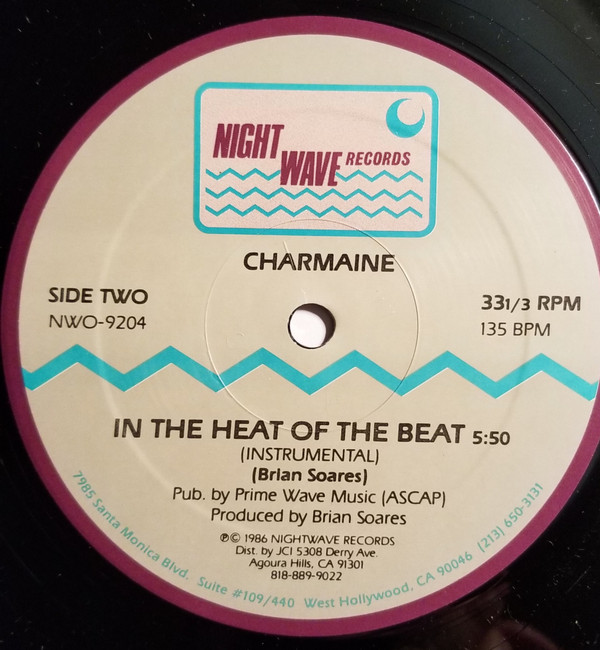 NIGHT
WAVE RECORDS
CHARMAINE
SIDE TWO
NWO-9204
33 1/3 RPM
135 BPM
IN THE HEAT OF THE BEAT 5:50
(INSTRUMENTAL)
(Brian Soares)
Pub. by Prime Wave Music (ASCAP)
Produced by Brian Soares
℗© 1986 NIGHTWAVE RECORDS
Dist. by JCI 5308 Derry Ave.
Agoura Hills, CA 91301
818-889-9022
7985 Santa Monica Blvd. Suite #109/440 West Hollywood, CA 90046 (213) 650-3131